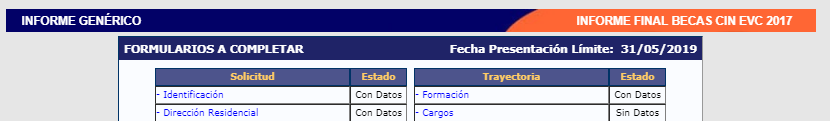 INFORME GENÉRICO INFORME FINAL BECAS CIN EVC 2017
FORMULARIOS A COMPLETAR Fecha Presentación Límite: 31/05/2019
Solicitud Estado Trayectoria Estado
- Identificación Con Datos - Formación Con Datos
- Dirección Residencial Con Datos - Cargos Sin Datos